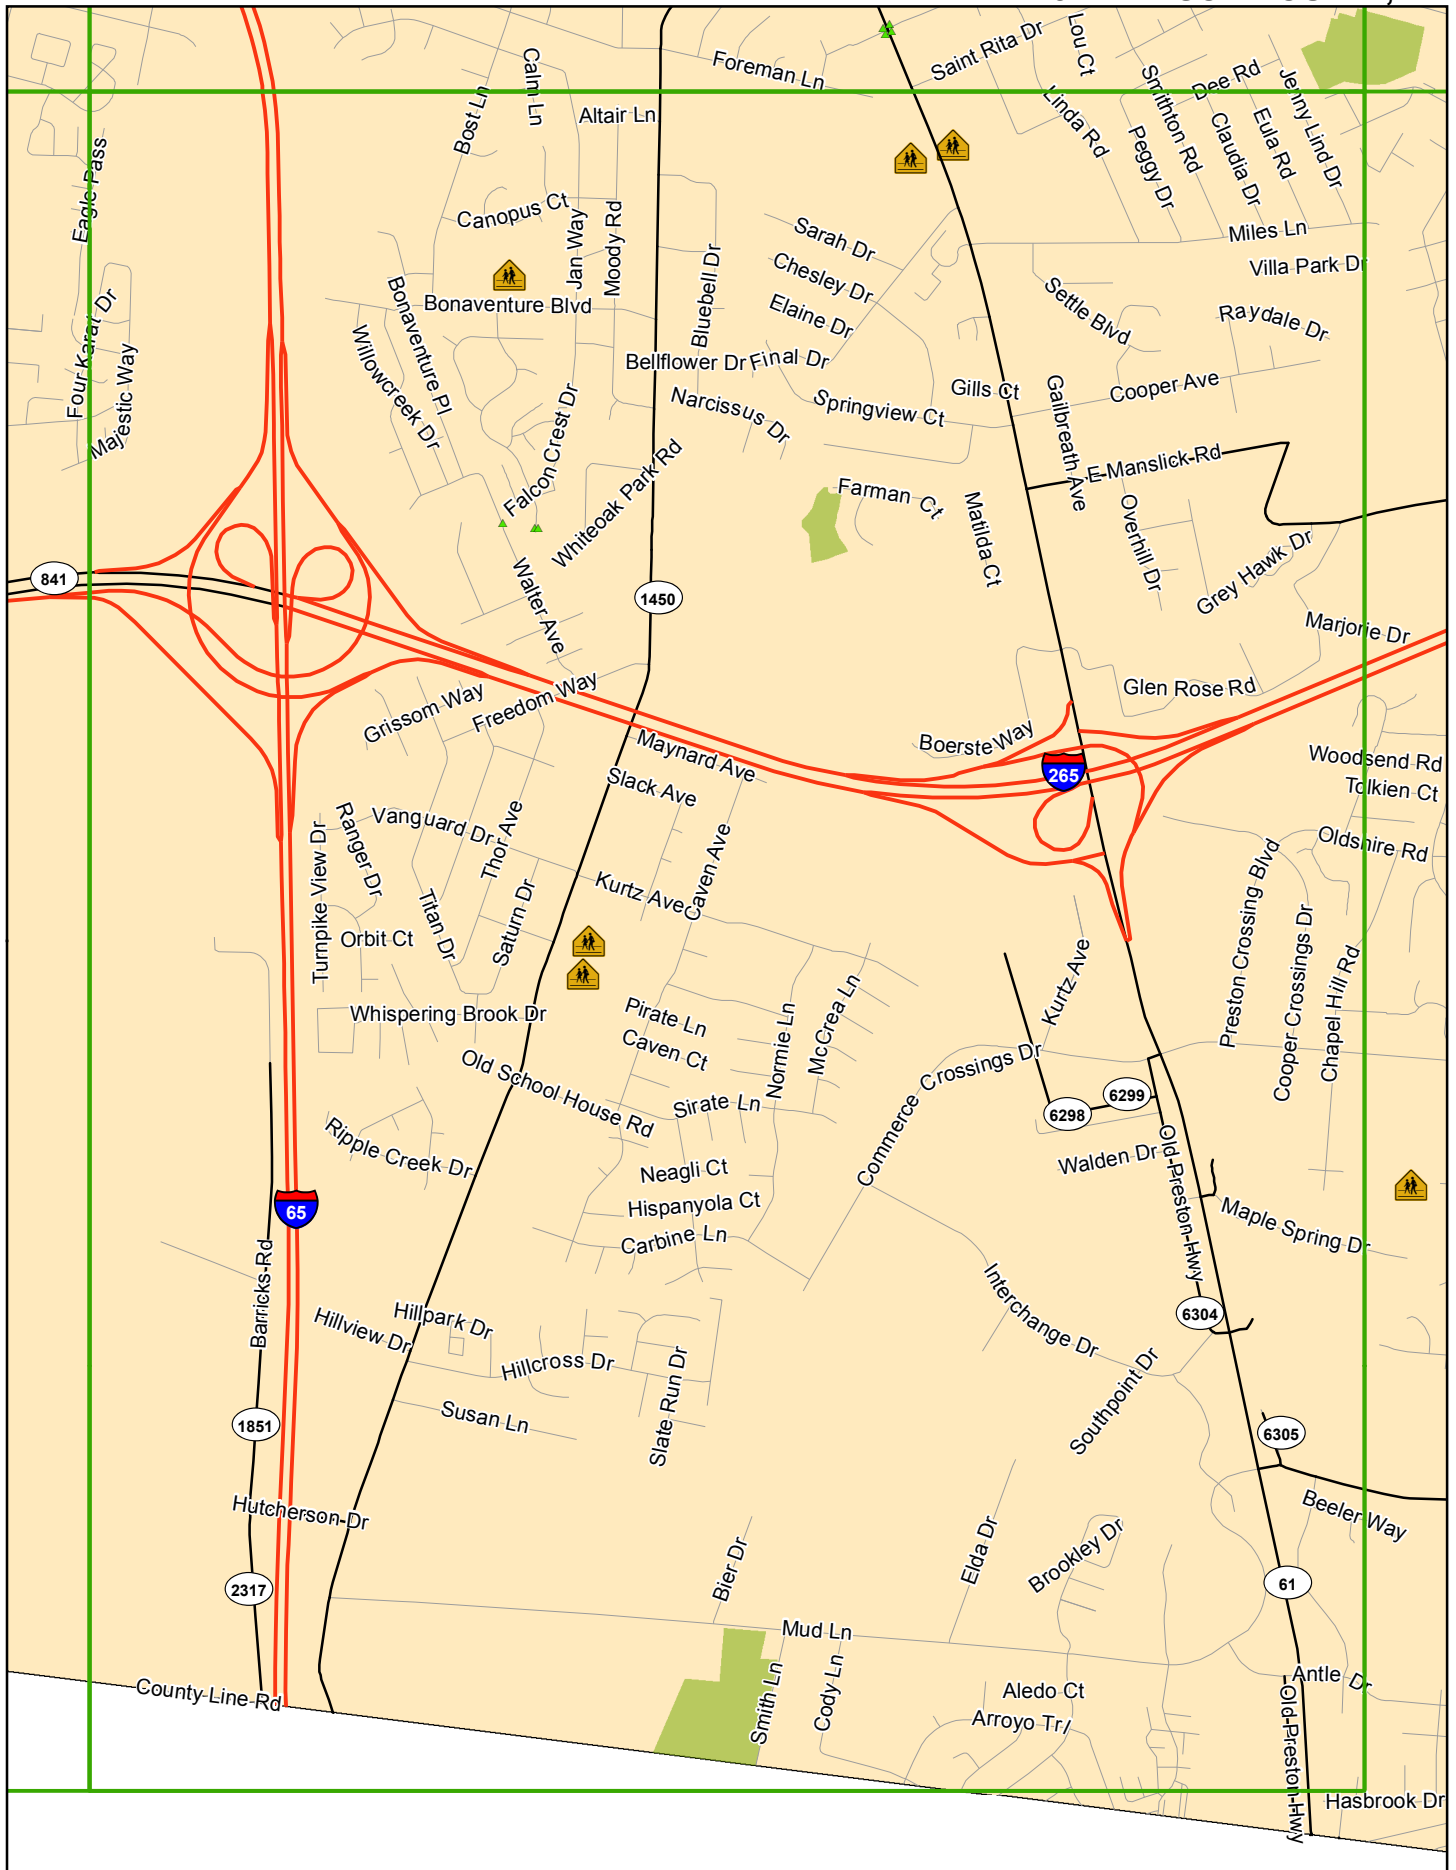 Foreman Ln
Saint Rita Dr
Lou Ct
Calm Ln
Bost Ln
Altair Ln
Linda Rd
Smithton Rd
Dee Rd
Jenny Lind Dr
Peggy Dr
Claudia Dr
Eula Rd
Eagle Pass
Canopus Ct
Jan Way
Moody Rd
Sarah Dr
Miles Ln
Chesley Dr
Villa Park Dr
Bluebell Dr
Bonaventure Blvd
Bonaventure Pl
Elaine Dr
Settle Blvd
Raydale Dr
Four Karat Dr
Majestic Way
Willowcreek Dr
Bellflower Dr
Final Dr
Gills Ct
Cooper Ave
Narcissus Dr
Springview Ct
Gailbreath Ave
Majestic Way
Falcon Crest Dr
Whiteoak Park Rd
E Manslick Rd
Farman Ct
Matilda Ct
Overhill Dr
Grey Hawk Dr
841
1450
Walter Ave
Marjorie Dr
Glen Rose Rd
Grissom Way
Freedom Way
Boerste Way
Maynard Ave
Woodsend Rd
265
Slack Ave
Tolkien Ct
Vanguard Dr
Thor Ave
Ranger Dr
Turnpike View Dr
Oldshire Rd
Caven Ave
Kurtz Ave
Titan Dr
Saturn Dr
Orbit Ct
Preston Crossing Blvd
Cooper Crossings Dr
Chapel Hill Rd
Kurtz Ave
Whispering Brook Dr
Pirate Ln
Normie Ln
McCrea Ln
Caven Ct
Old School House Rd
Commerce Crossings Dr
6299
6298
Sirate Ln
Ripple Creek Dr
Walden Dr
Neagli Ct
Old Preston Hwy
Hispanyola Ct
65
Maple Spring Dr
Carbine Ln
Barricks Rd
Interchange Dr
Hillpark Dr
Hillview Dr
6304
Hillcross Dr
Slate Run Dr
Southpoint Dr
Susan Ln
1851
6305
Hutcherson Dr
Beeler Way
Bier Dr
Elda Dr
Brookley Dr
2317
61
Mud Ln
Smith Ln
Cody Ln
Antle Dr
County Line Rd
Aledo Ct
Arroyo Trl
Old Preston Hwy
Hasbrook Dr